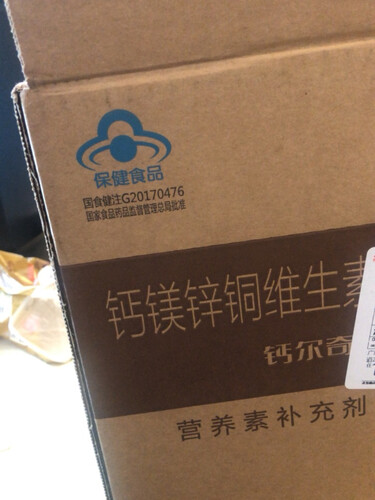 保健食品
国食健注G20170476
国家食品药品监督管理总局批准
钙镁锌铜维生素
钙尔奇
营养素补充剂